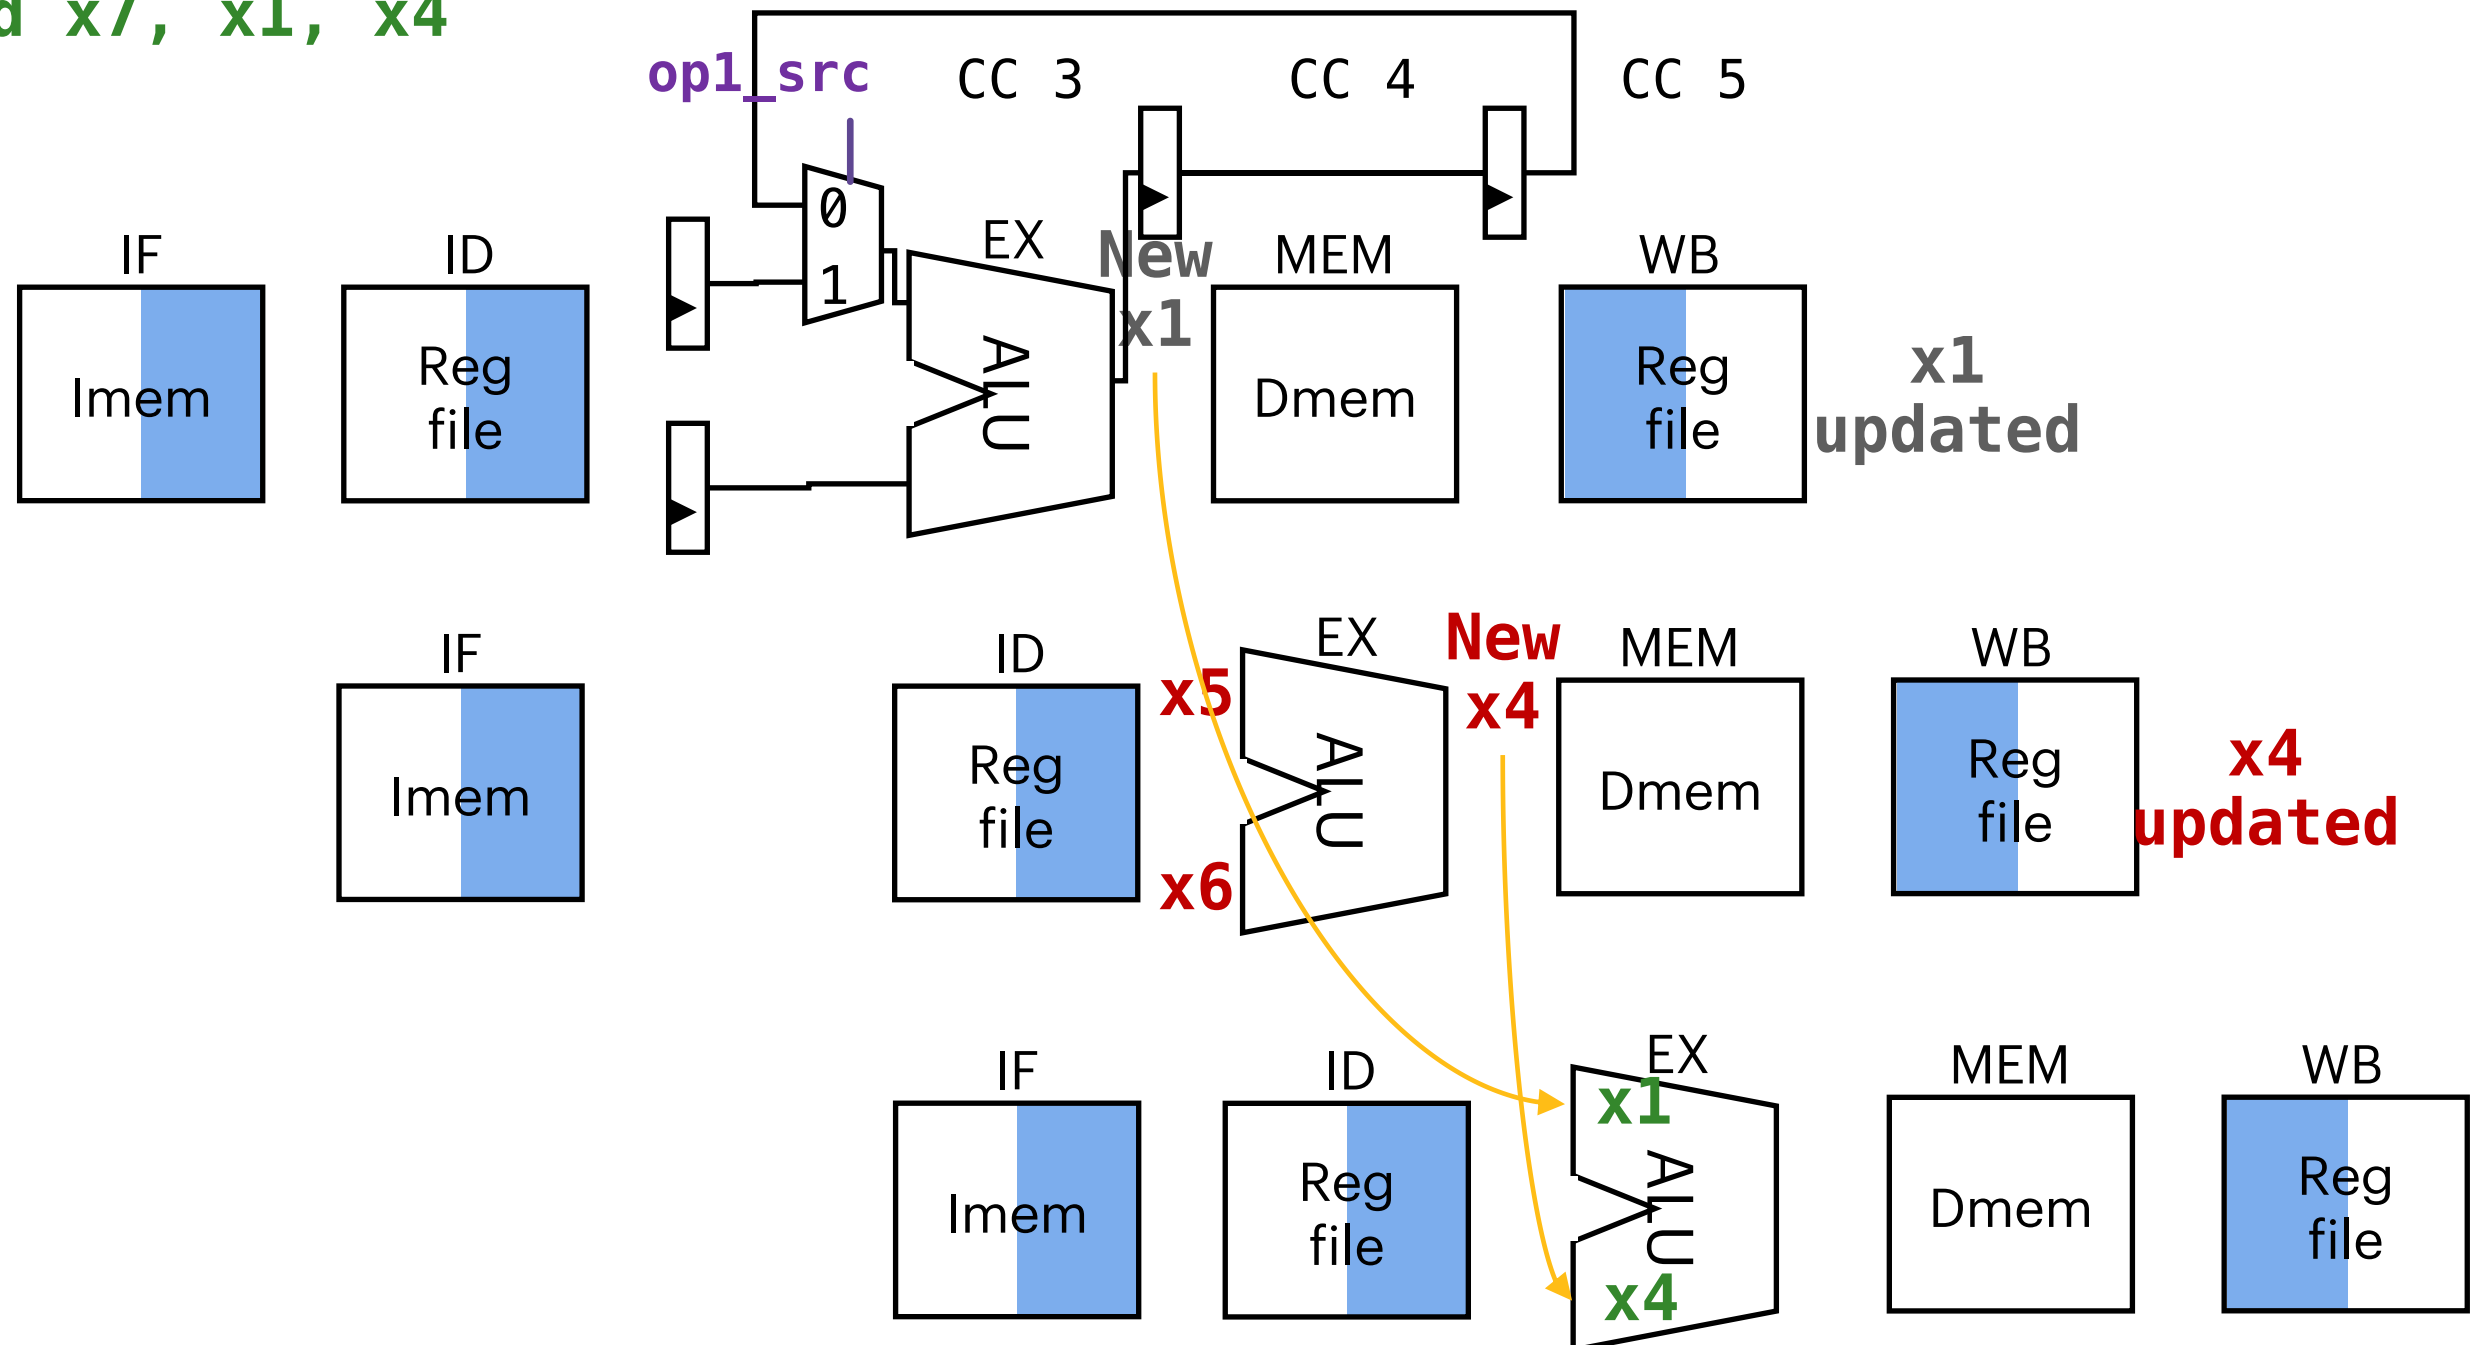 x7, x1, x4
op1_src
CC 3
CC 4
CC 5
0
1
IF
ID
EX
New
x1
MEM
WB
Imem
Reg
file
ALU
Dmem
Reg
file
x1
updated
IF
ID
x5
x6
EX
New
x4
MEM
WB
Imem
Reg
file
ALU
Dmem
Reg
file
x4
updated
IF
ID
EX
x1
x4
MEM
WB
Imem
Reg
file
ALU
Dmem
Reg
file